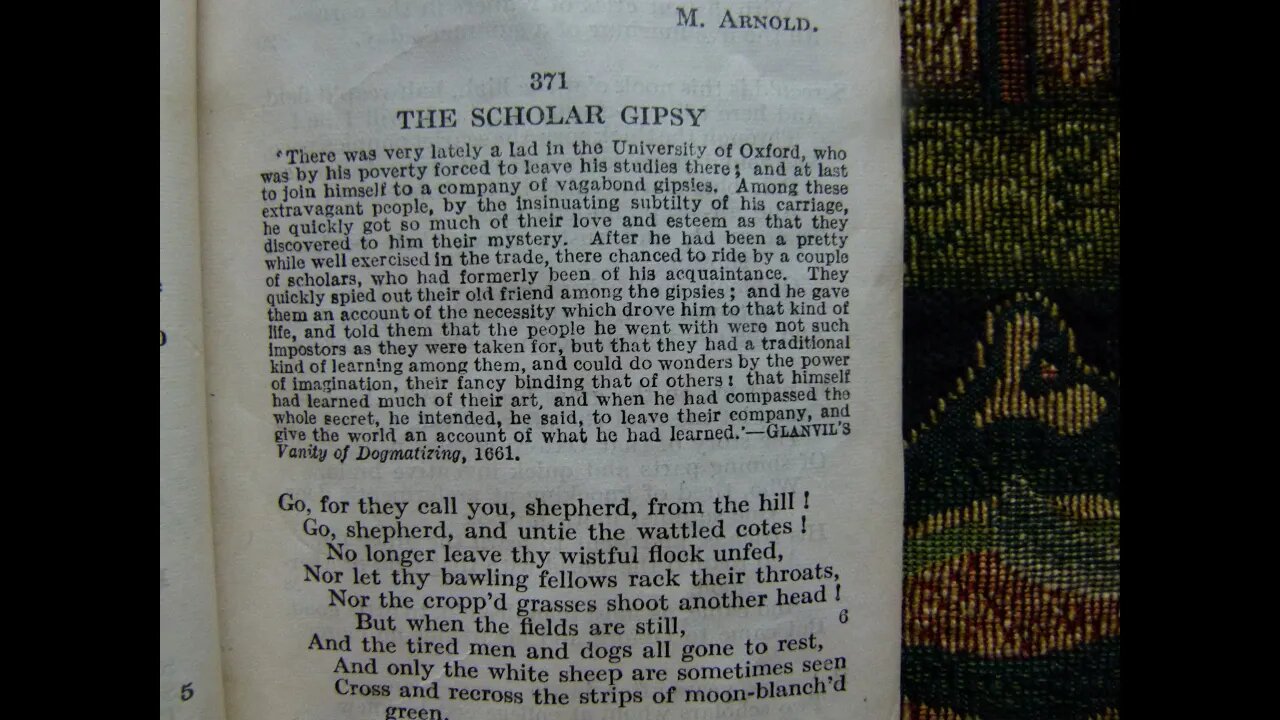 M. ARNOLD.
371
THE SCHOLAR GIPSY
‘There was very lately a lad in the University of Oxford, who
was by his poverty forced to leave his studies there; and at last
to join himself to a company of vagabond gipsies. Among these
extravagant people, by the insinuating subtilty of his carriage,
he quickly got so much of their love and esteem as that they
discovered to him their mystery. After he had been a pretty
while well exercised in the trade, there chanced to ride by a couple
of scholars, who had formerly been of his acquaintance. They
quickly spied out their old friend among the gipsies; and he gave
them an account of the necessity which drove him to that kind of
life, and told them that the people he went with were not such
impostors as they were taken for, but that they had a traditional
kind of learning among them, and could do wonders by the power
of imagination, their fancy binding that of others: that himself
had learned much of their art, and when he had compassed the
whole secret, he intended, he said, to leave their company, and
give the world an account of what he had learned.’—GLANVIL'S
Vanity of Dogmatizing, 1661.
Go, for they call you, shepherd, from the hill!
Go, shepherd, and untie the wattled cotes!
No longer leave thy wistful flock unfed,
Nor let thy bawling fellows rack their throats,
Nor the cropp'd grasses shoot another head!
But when the fields are still, 6
And the tired men and dogs all gone to rest,
And only the white sheep are sometimes seen
Cross and recross the strips of moon-blanch'd
green,
5